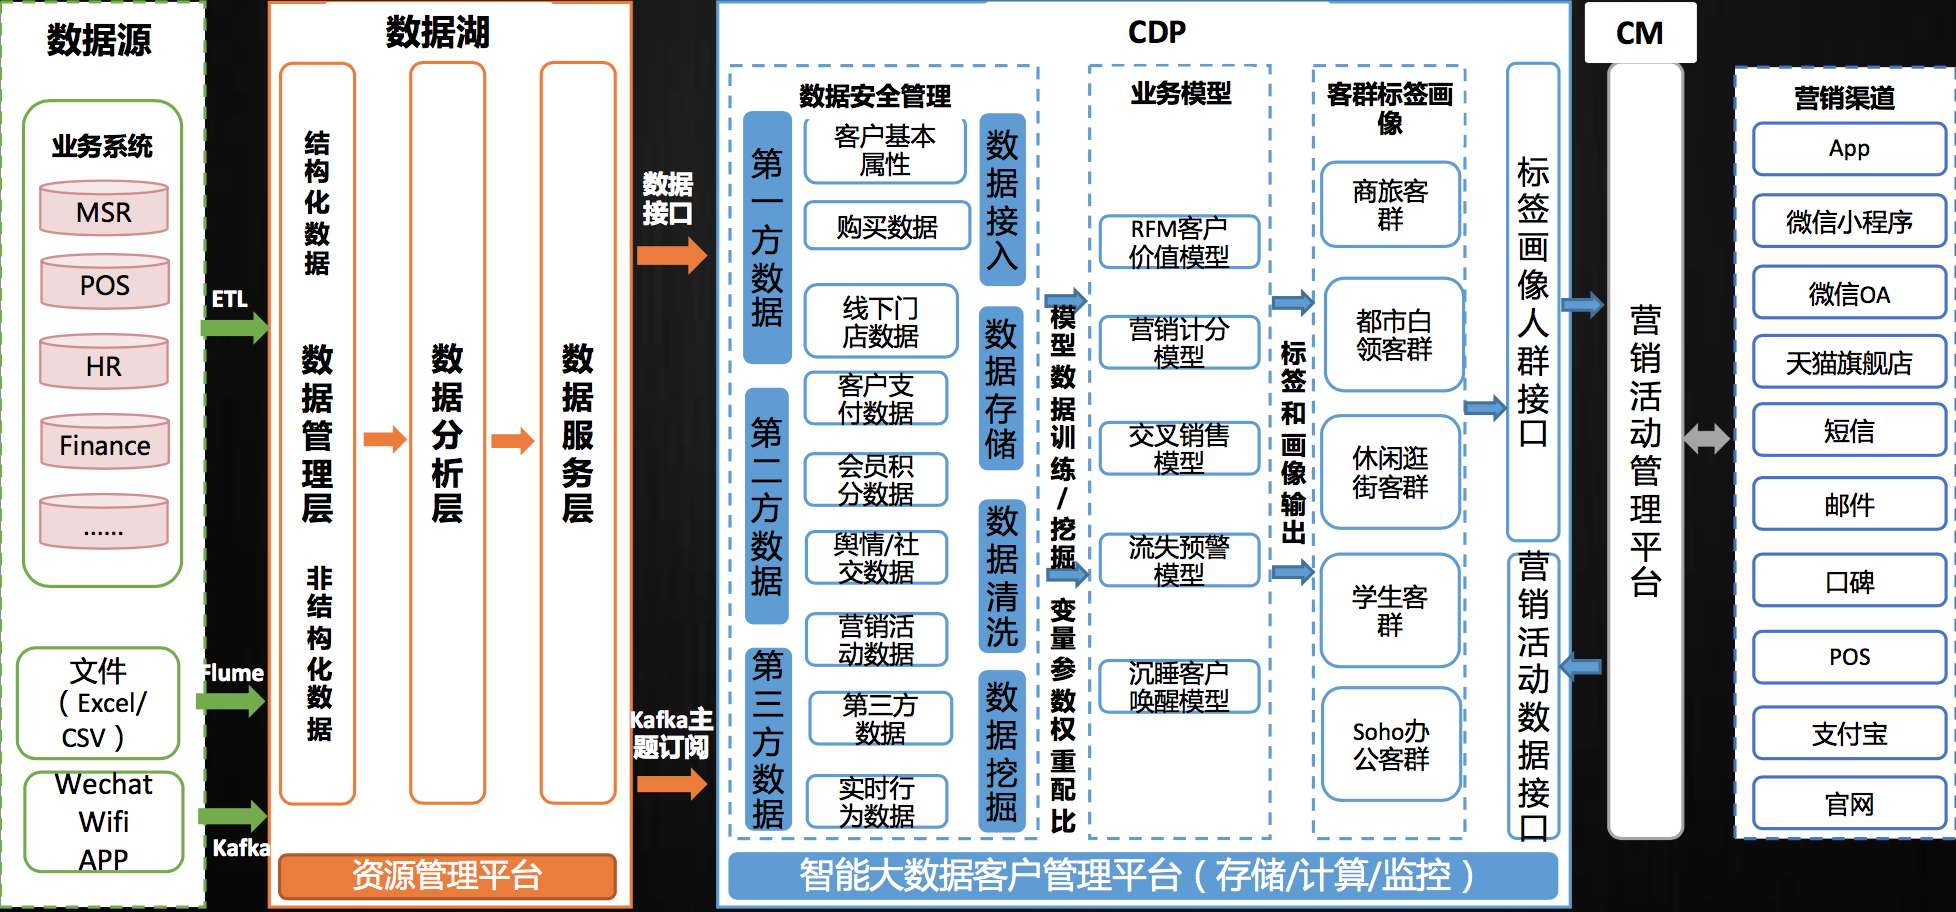 数据源
业务系统
MSR
POS
HR
Finance
......
文件
（Excel/
CSV）
Wechat
Wifi
APP
ETL
Flume
Kafka
数据湖
结构化数据
数据管理层
非结构化数据
数据分析层
数据服务层
资源管理平台
数据
接口
Kafka主
题订阅
CDP
数据安全管理
第一方数据
第二方数据
第三方数据
客户基本
属性
购买数据
线下门
店数据
客户支
付数据
会员积
分数据
舆情/社
交数据
营销活
动数据
第三方
数据
实时行
为数据
数据接入
数据存储
数据清洗
数据挖掘
模型数据训练/挖掘
变量参数权重配比
业务模型
RFM客户
价值模型
营销计分
模型
交叉销售
模型
流失预警
模型
沉睡客户
唤醒模型
标签和画像输出
客群标签画
像
商旅客
群
都市白
领客群
休闲逛
街客群
学生客
群
Soho办
公客群
标签画像人群接口
营销活动数据接口
智能大数据客户管理平台（存储/计算/监控）
CM
营销活动管理平台
营销渠道
App
微信小程序
微信OA
天猫旗舰店
短信
邮件
口碑
POS
支付宝
官网